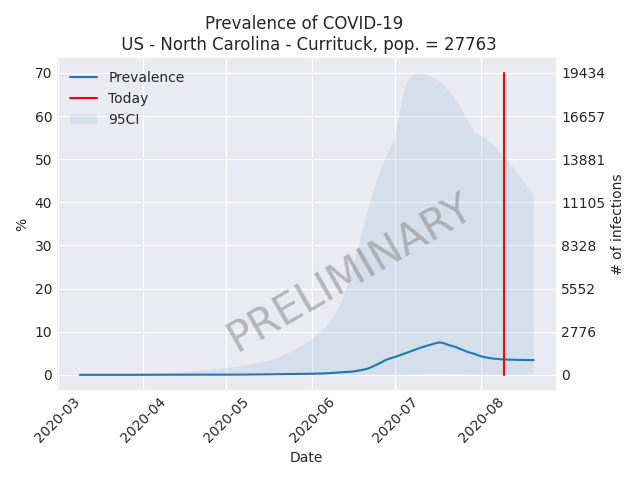 Prevalence of COVID-19
US - North Carolina - Currituck, pop. = 27763
Prevalence
Today
95CI
70
60
50
40
30
20
10
0
%
19434
16657
13881
11105
8328
5552
2776
0
# of infections
PRELIMINARY
2020-03
2020-04
2020-05
2020-06
2020-07
2020-08
Date